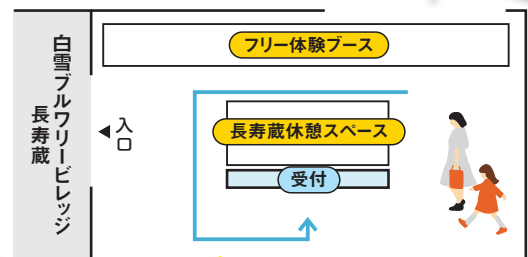 白雪ブルワリービレッジ
長寿蔵
フリー体験ブース
入口
長寿蔵休憩スペース
受付